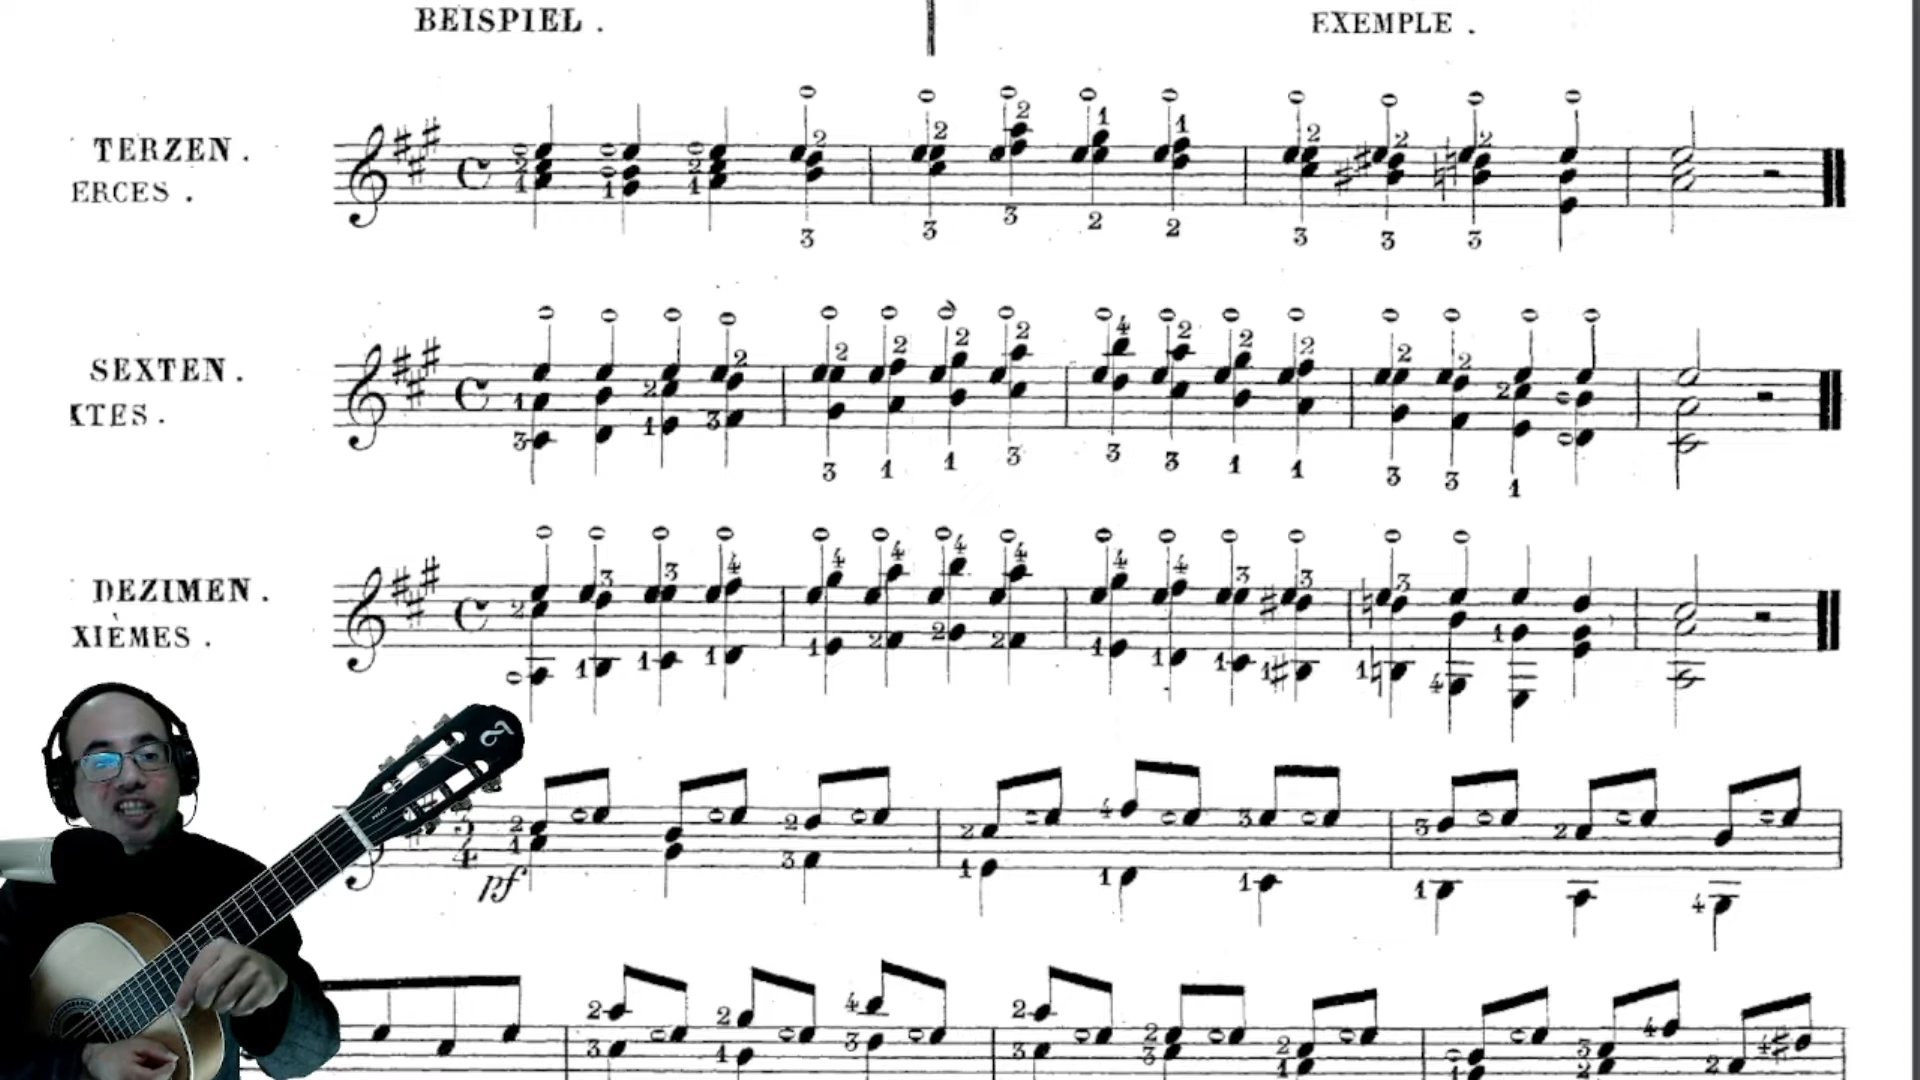 BEISPIEL.
EXEMPLE.
TERZEN.
ERCES.
SEXTEN.
XTES.
DEZIMEN.
XIÈMES.
pf